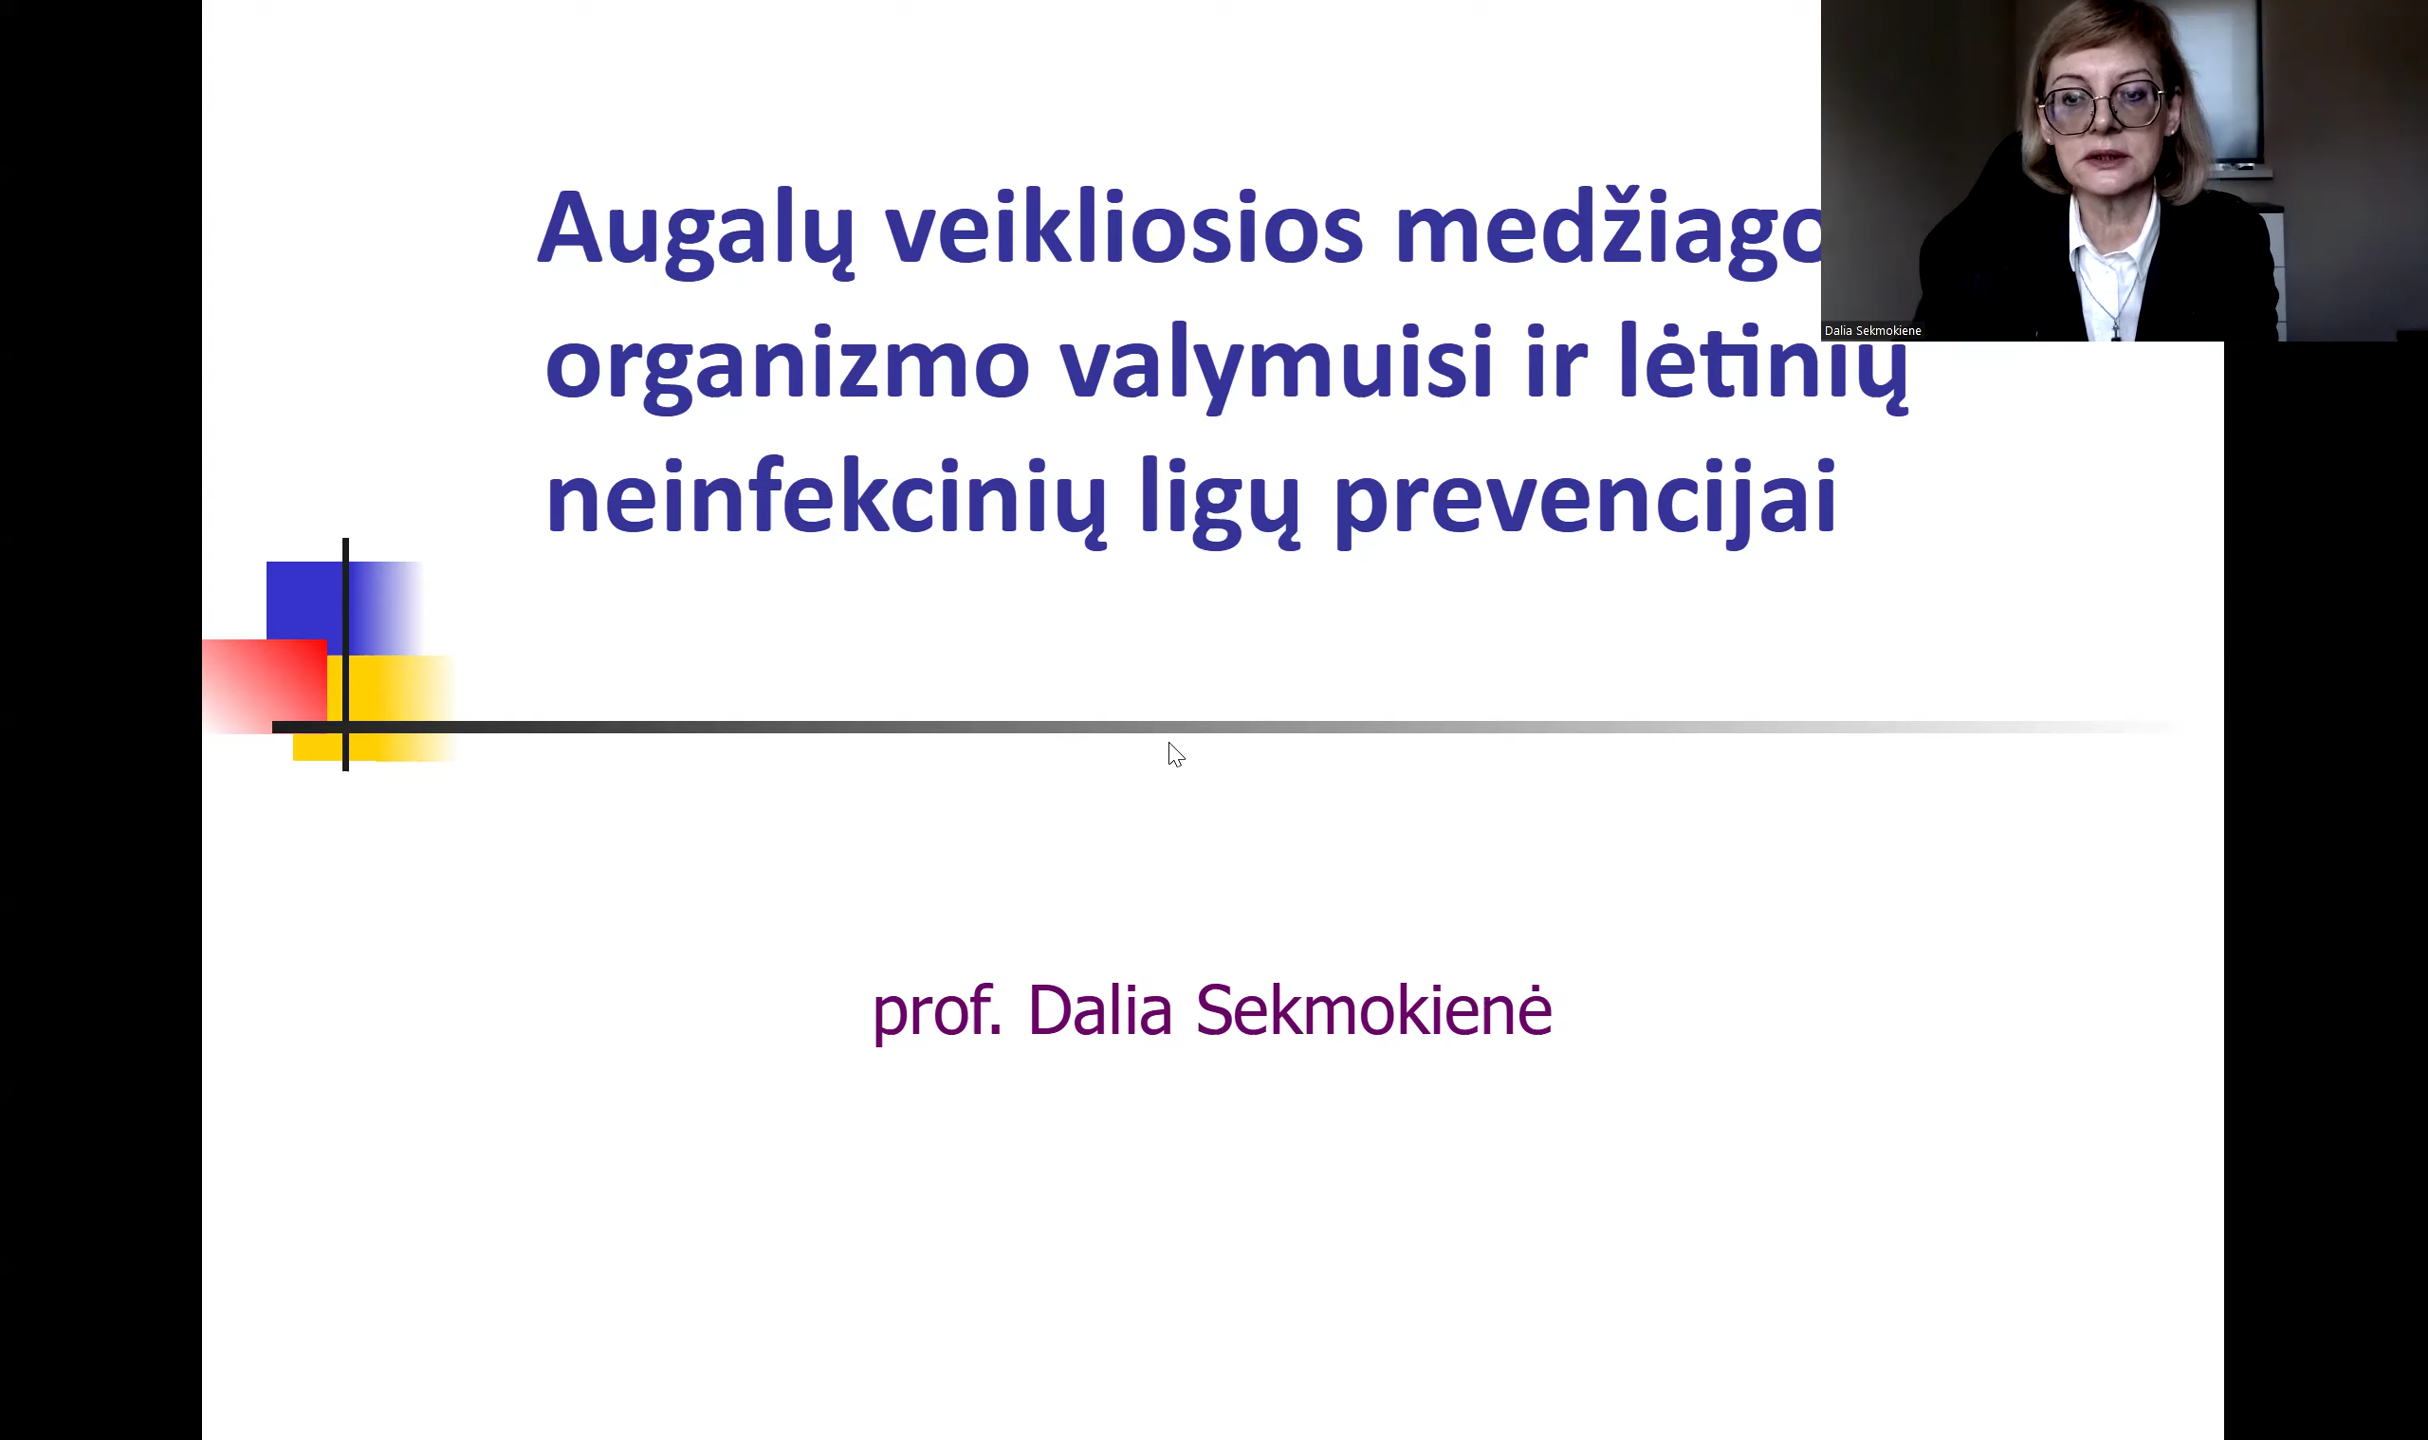 Augalų veikliosios medžiago
organizmo valymuisi ir lėtinių
neinfekcinių ligų prevencijai
Dalia Sekmokiene
prof. Dalia Sekmokienė